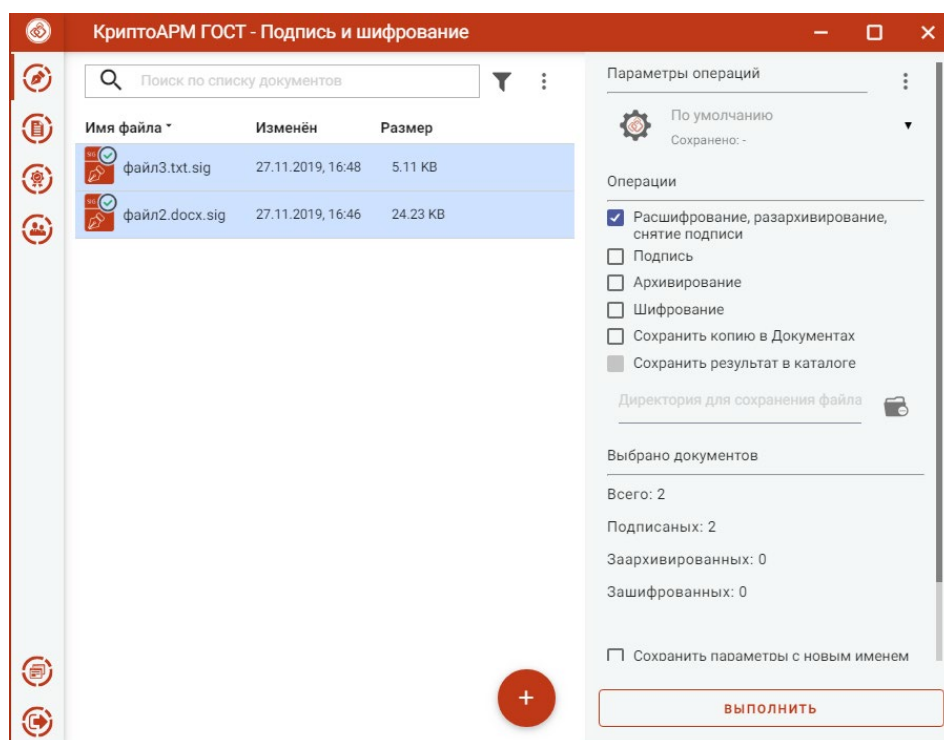 КриптоАРМ ГОСТ - Подпись и шифрование
Поиск по списку документов
Имя файла Изменён Размер
файл3.txt.sig 27.11.2019, 16:48 5.11 KB
файл2.docx.sig 27.11.2019, 16:46 24.23 KB
Параметры операций
По умолчанию
Сохранено: -
Операции
Расшифрование, разархивирование,
снятие подписи
Подпись
Архивирование
Шифрование
Сохранить копию в Документах
Сохранить результат в каталоге
Директория для сохранения файла
Выбрано документов
Всего: 2
Подписаных: 2
Заархивированных: 0
Зашифрованных: 0
Сохранить параметры с новым именем
ВЫПОЛНИТЬ